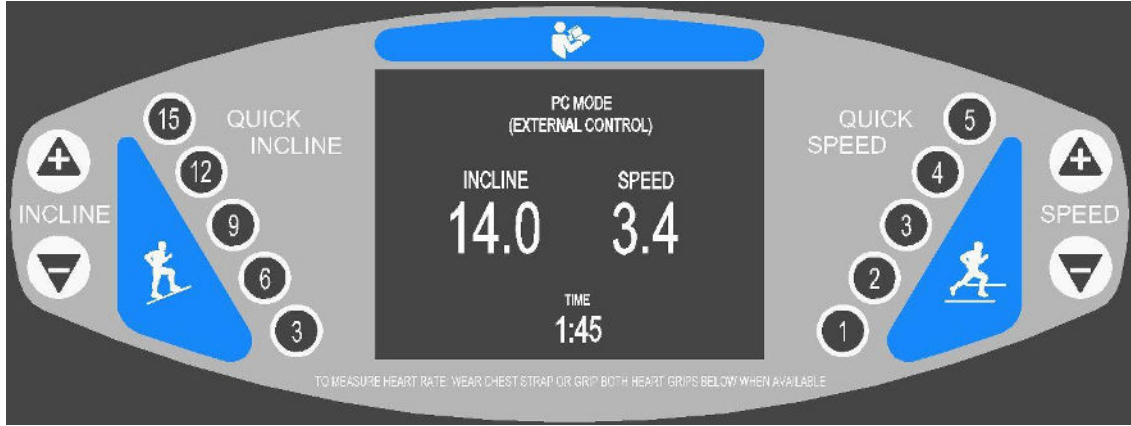 PC MODE
(EXTERNAL CONTROL)
15
QUICK
INCLINE
12
9
6
3
+
INCLINE
−
INCLINE
SPEED
14.0
3.4
TIME
1:45
QUICK
SPEED
5
4
3
2
1
+
SPEED
−
TO MEASURE HEART RATE: WEAR CHEST STRAP OR GRIP BOTH HEART GRIPS BELOW WHEN AVAILABLE